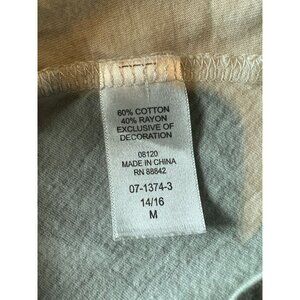 60% COTTON
40% RAYON
EXCLUSIVE OF
DECORATION
08120
MADE IN CHINA
RN 88842
07-1374-3
14/16
M